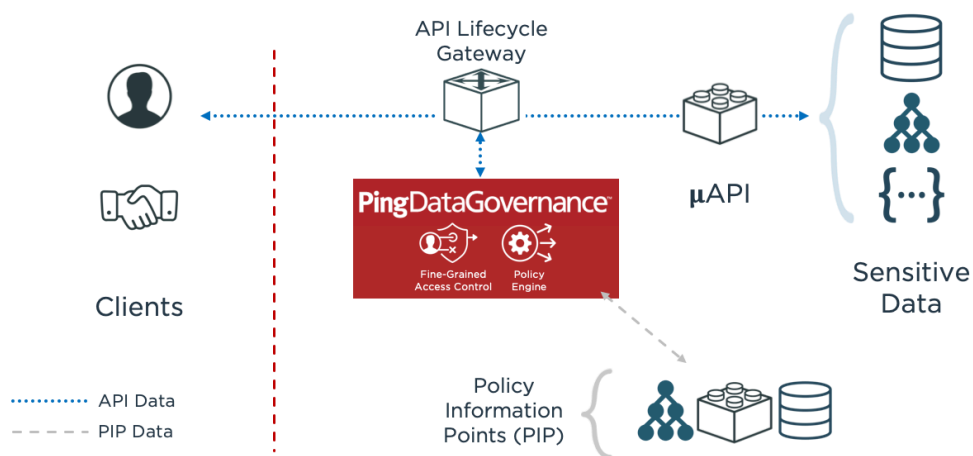 API Lifecycle
Gateway
PingDataGovernance™
Fine-Grained
Access Control
Policy
Engine
μAPI
{...}
Sensitive
Data
Clients
API Data
PIP Data
Policy
Information
Points (PIP)